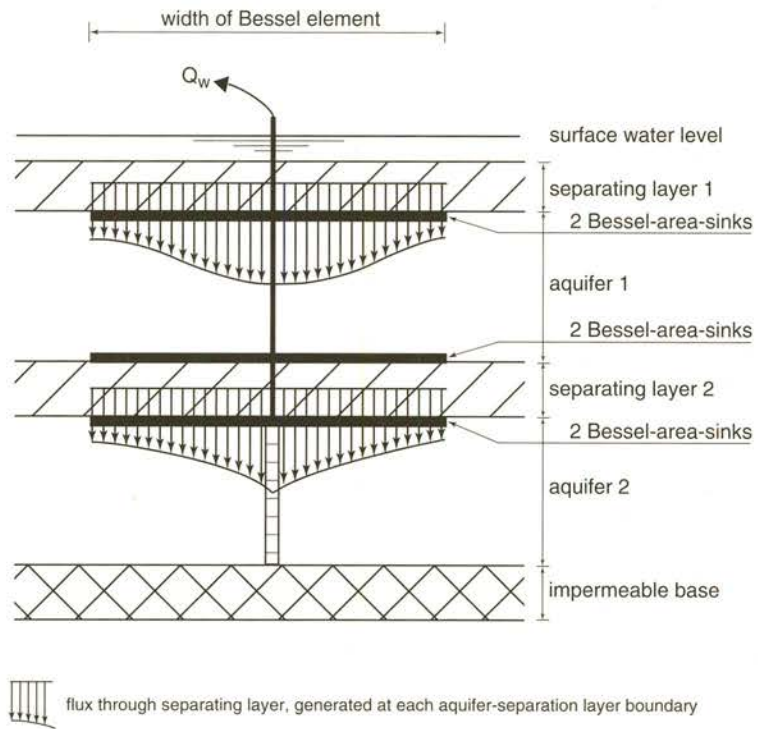 width of Bessel element
Qw
surface water level
separating layer 1
2 Bessel-area-sinks
aquifer 1
2 Bessel-area-sinks
separating layer 2
2 Bessel-area-sinks
aquifer 2
impermeable base
flux through separating layer, generated at each aquifer-separation layer boundary